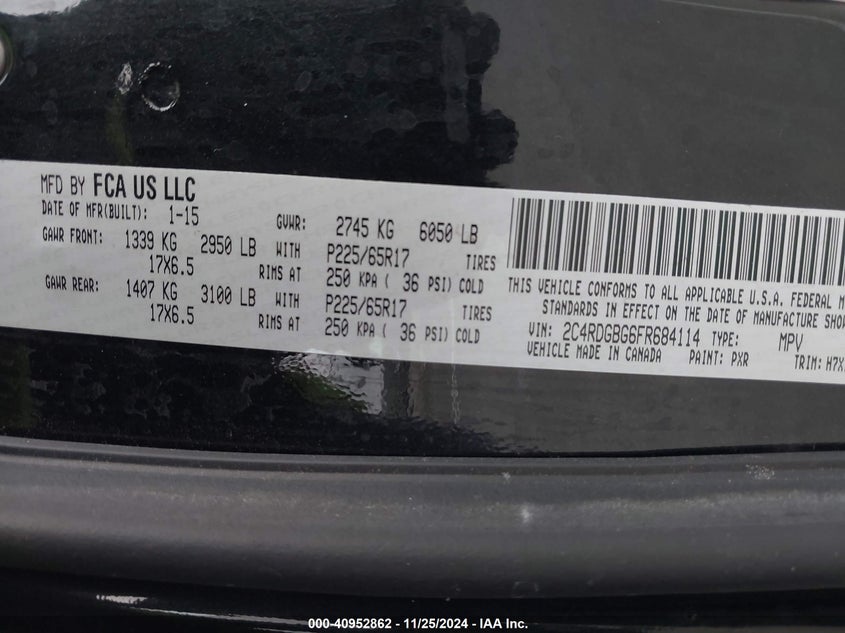 MFD BY FCA US LLC
DATE OF MFR(BUILT): 1-15 GVWR: 2745 KG 6050 LB
GAWR FRONT: 1339 KG 2950 LB WITH P225/65R17 TIRES
17X6.5 RIMS AT 250 KPA ( 36 PSI) COLD
GAWR REAR: 1407 KG 3100 LB WITH P225/65R17 TIRES
17X6.5 RIMS AT 250 KPA ( 36 PSI) COLD
THIS VEHICLE CONFORMS TO ALL APPLICABLE U.S.A. FEDERAL M
STANDARDS IN EFFECT ON THE DATE OF MANUFACTURE SHO
VIN: 2C4RDGBG6FR684114 TYPE: MPV
VEHICLE MADE IN CANADA PAINT: PXR TRIM: H7X
000-40952862 - 11/25/2024 - IAA Inc.